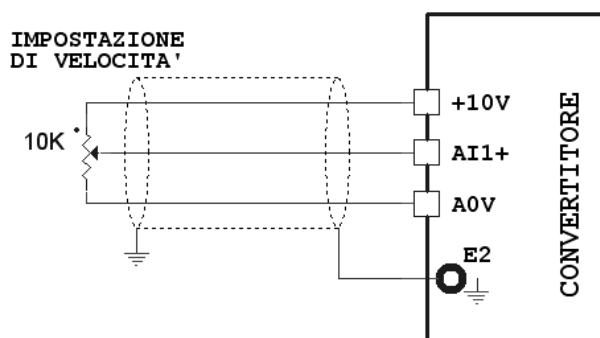 IMPOSTAZIONE
DI VELOCITA'
10K
+10V
AI1+
A0V
E2
CONVERTITORE